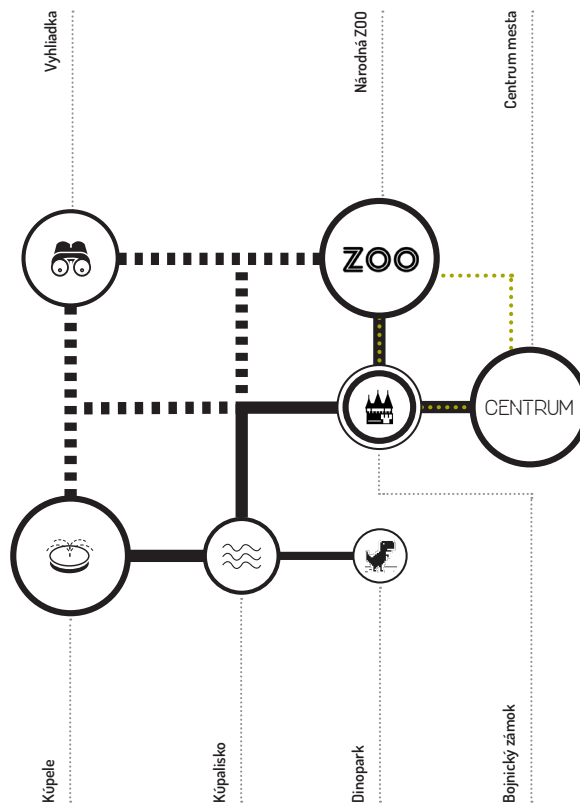 Vyhliadka
Národná ZOO
Centrum mesta
ZOO
CENTRUM
Kúpele
Kúpalisko
Dinopark
Bojnický zámok